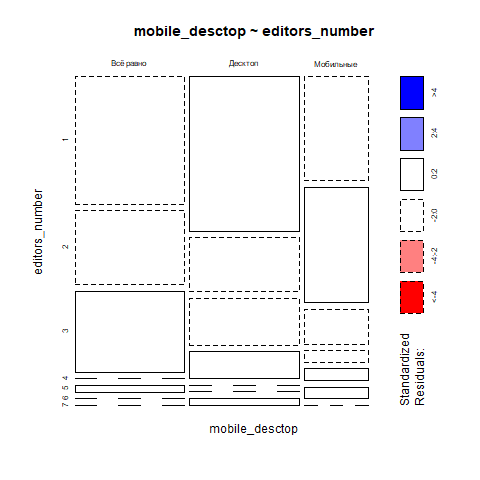 mobile_desctop ~ editors_number
Всё равно
Десктоп
Мобильные
1
2
3
4
5
6
7
editors_number
mobile_desctop
>4
2:4
0:2
-2:0
-4:-2
<-4
Standardized
Residuals: